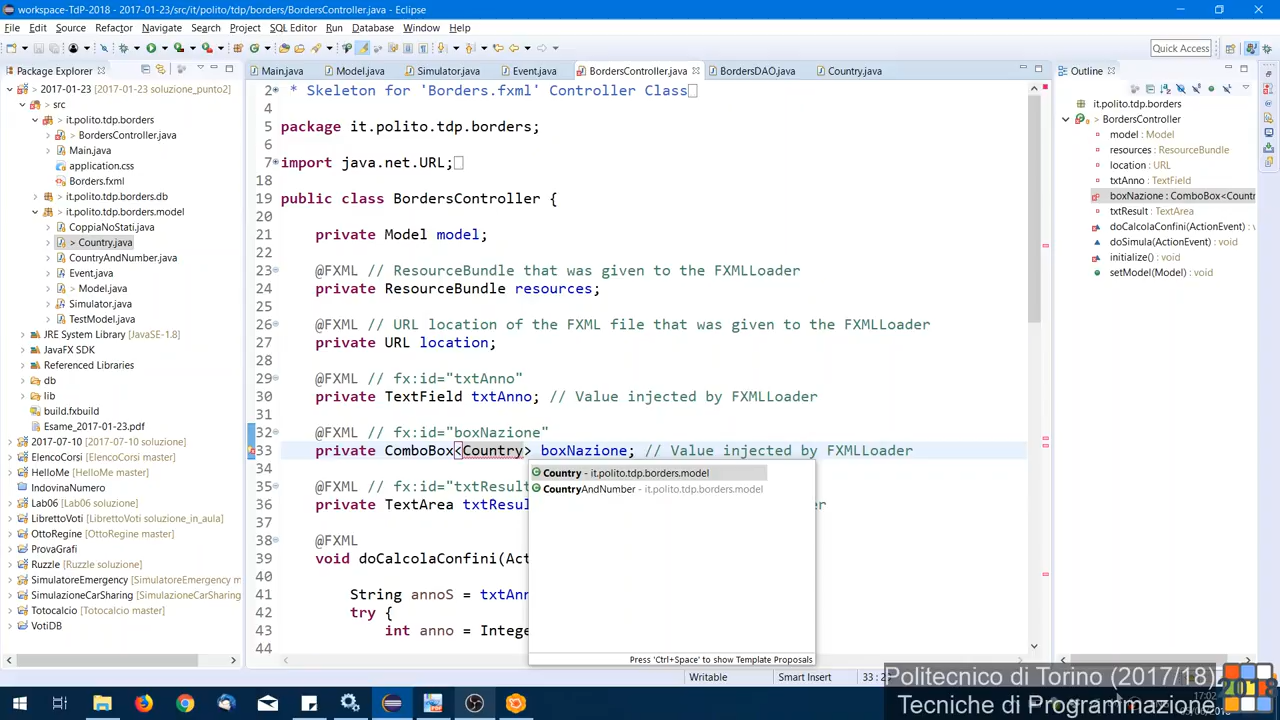 workspace-TdP-2018 - 2017-01-23/src/it/polito/tdp/borders/BordersController.java - Eclipse
File Edit Source Refactor Navigate Search Project SQL Editor Run Database Window Help
Quick Access
Package Explorer
2017-01-23 [2017-01-23 soluzione_punto2]
> src
> it.polito.tdp.borders
> BordersController.java
Main.java
application.css
Borders.fxml
> it.polito.tdp.borders.db
> it.polito.tdp.borders.model
CoppiaNoStati.java
> Country.java
CountryAndNumber.java
Event.java
> Model.java
Simulator.java
TestModel.java
JRE System Library [JavaSE-1.8]
JavaFX SDK
Referenced Libraries
db
lib
build.fxbuild
Esame_2017-01-23.pdf
2017-07-10 [2017-07-10 soluzione]
ElencoCorsi [ElencoCorsi master]
HelloMe [HelloMe master]
IndovinaNumero
Lab06 [Lab06 soluzione]
LibrettoVoti [LibrettoVoti soluzione_in_aula]
OttoRegine [OttoRegine master]
ProvaGrafi
Ruzzle [Ruzzle soluzione]
SimulatoreEmergency [SimulatoreEmergency m
SimulazioneCarSharing [SimulazioneCarSharing
Totocalcio [Totocalcio master]
VotiDB
Main.java Model.java Simulator.java Event.java BordersController.java BordersDAO.java Country.java
2 * Skeleton for 'Borders.fxml' Controller Class
4
5 package it.polito.tdp.borders;
6
7 import java.net.URL;
18
19 public class BordersController {
20
21 private Model model;
22
23 @FXML // ResourceBundle that was given to the FXMLLoader
24 private ResourceBundle resources;
25
26 @FXML // URL location of the FXML file that was given to the FXMLLoader
27 private URL location;
28
29 @FXML // fx:id="txtAnno"
30 private TextField txtAnno; // Value injected by FXMLLoader
31
32 @FXML // fx:id="boxNazione"
33 private ComboBox<Country> boxNazione; // Value injected by FXMLLoader
34
35 @FXML // fx:id="txtResult
36 private TextArea txtResul er
37
38 @FXML
39 void doCalcolaConfini(Act
40
41 String annoS = txtAnn
42 try {
43 int anno = Intege
44
Country - it.polito.tdp.borders.model
CountryAndNumber - it.polito.tdp.borders.model
Press 'Ctrl+Space' to show Template Proposals
Outline
it.polito.tdp.borders
BordersController
model : Model
resources : ResourceBundle
location : URL
txtAnno : TextField
boxNazione : ComboBox<Countr
txtResult : TextArea
doCalcolaConfini(ActionEvent) :
doSimula(ActionEvent) : void
initialize() : void
setModel(Model) : void
Writable Smart Insert 33 : 2
Politecnico di Torino (2017/18)
Tecniche di Programmazione
17:02
2018